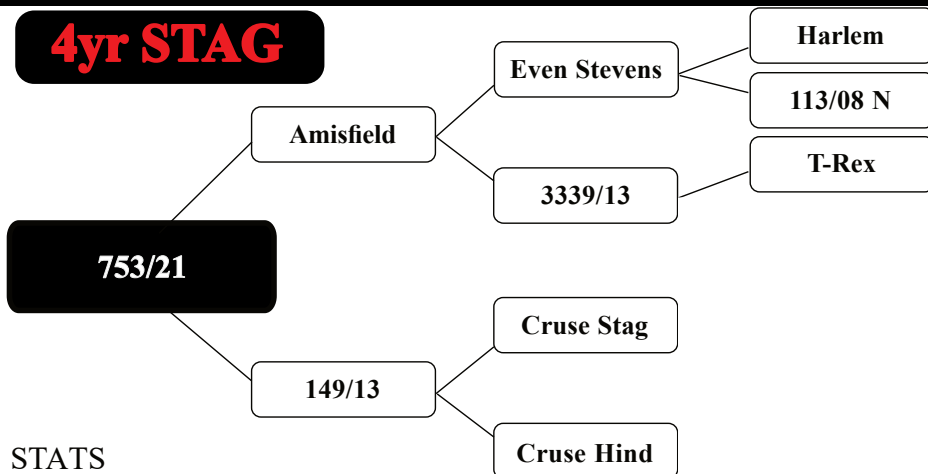 4yr STAG
Harlem
Even Stevens
113/08 N
Amisfield
T-Rex
3339/13
753/21
Cruse Stag
149/13
Cruse Hind
STATS